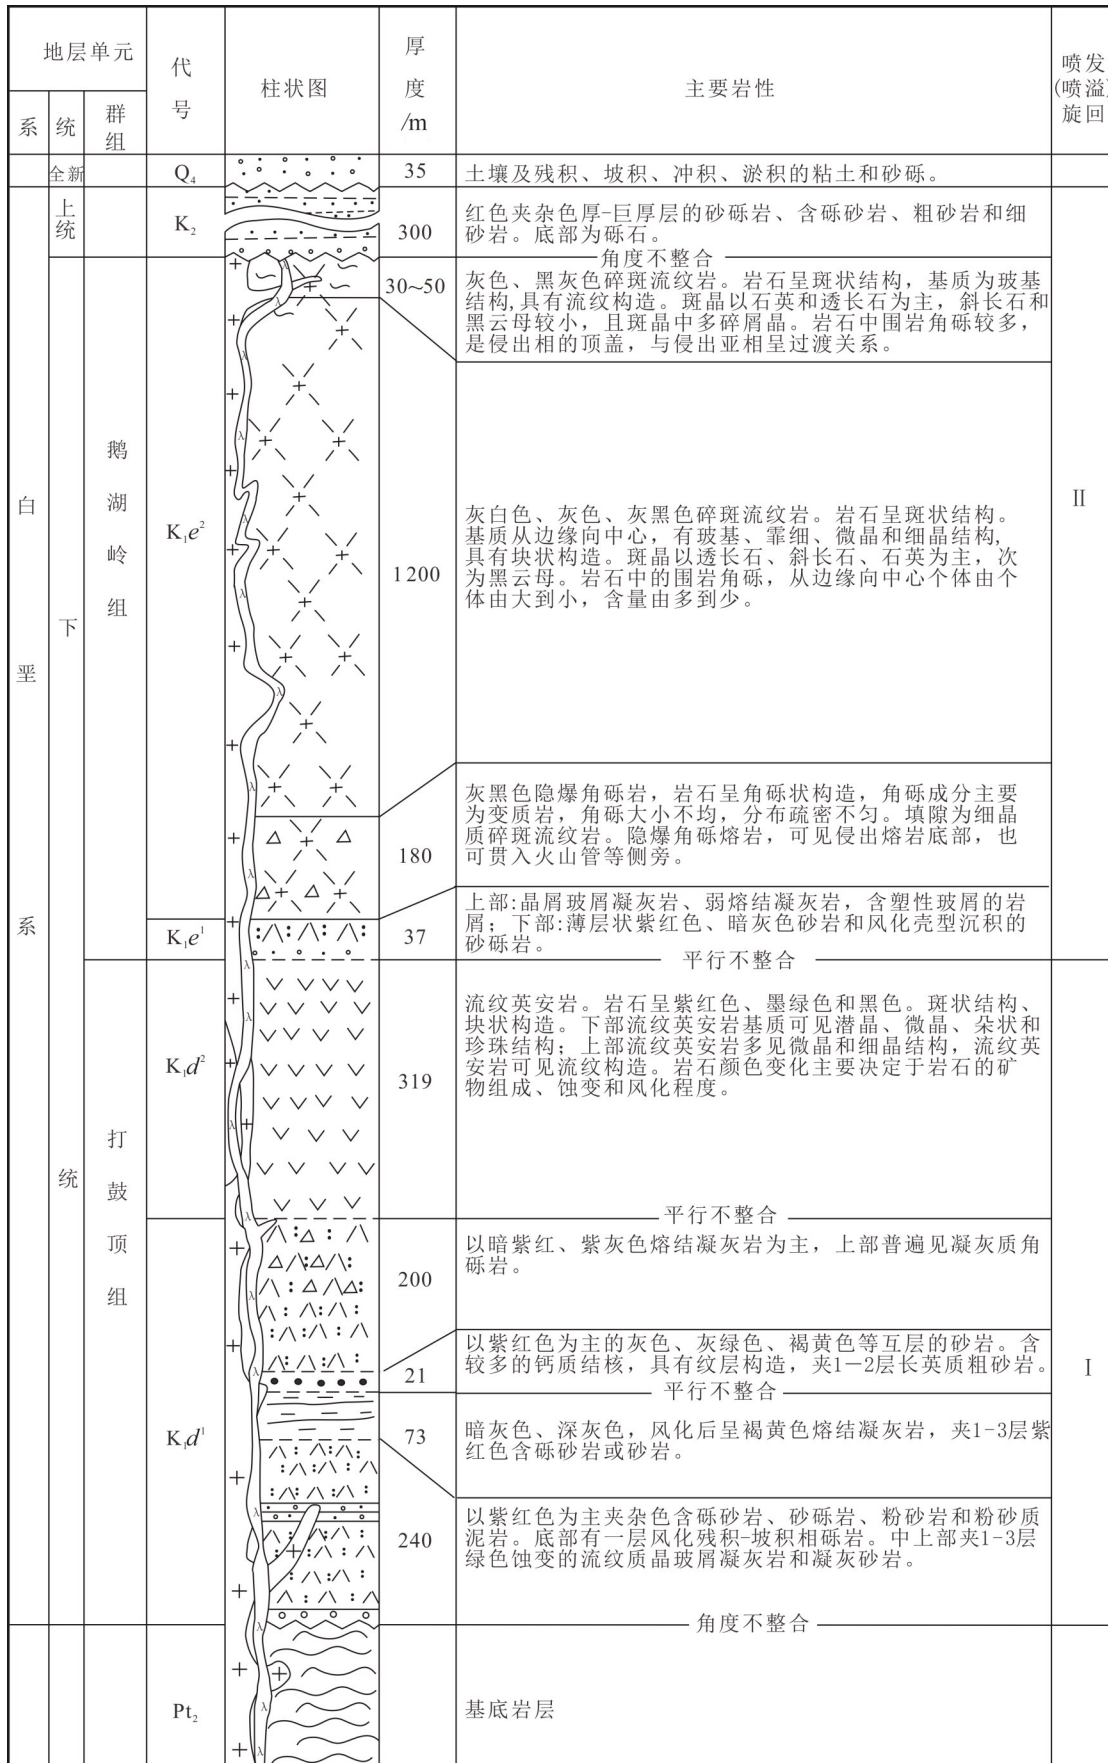 地层单元
系
统
群
组
代
号
柱状图
厚
度
/m
主要岩性
喷发
(喷溢)
旋回
全新
Q₄
35
土壤及残积、坡积、冲积、淤积的粘土和砂砾。
上
统
K₂
300
红色夹杂色厚-巨厚层的砂砾岩、含砾砂岩、粗砂岩和细
砂岩。底部为砾石。
角度不整合
30~50
灰色、黑灰色碎斑流纹岩。岩石呈斑状结构，基质为玻基
结构,具有流纹构造。斑晶以石英和透长石为主，斜长石和
黑云母较小，且斑晶中多碎屑晶。岩石中围岩角砾较多，
是侵出相的顶盖，与侵出亚相呈过渡关系。
白
垩
系
下
统
鹅
湖
岭
组
K₁e²
1200
灰白色、灰色、灰黑色碎斑流纹岩。岩石呈斑状结构。
基质从边缘向中心，有玻基、霏细、微晶和细晶结构,
具有块状构造。斑晶以透长石、斜长石、石英为主，次
为黑云母。岩石中的围岩角砾，从边缘向中心个体由个
体由大到小，含量由多到少。
II
180
灰黑色隐爆角砾岩，岩石呈角砾状构造，角砾成分主要
为变质岩，角砾大小不均，分布疏密不匀。填隙为细晶
质碎斑流纹岩。隐爆角砾熔岩，可见侵出熔岩底部，也
可贯入火山管等侧旁。
K₁e¹
37
上部:晶屑玻屑凝灰岩、弱熔结凝灰岩，含塑性玻屑的岩
屑；下部:薄层状紫红色、暗灰色砂岩和风化壳型沉积的
砂砾岩。
平行不整合
打
鼓
顶
组
K₁d²
319
流纹英安岩。岩石呈紫红色、墨绿色和黑色。斑状结构、
块状构造。下部流纹英安岩基质可见潜晶、微晶、朵状和
珍珠结构；上部流纹英安岩多见微晶和细晶结构，流纹英
安岩可见流纹构造。岩石颜色变化主要决定于岩石的矿
物组成、蚀变和风化程度。
平行不整合
K₁d¹
200
以暗紫红、紫灰色熔结凝灰岩为主，上部普遍见凝灰质角
砾岩。
21
以紫红色为主的灰色、灰绿色、褐黄色等互层的砂岩。含
较多的钙质结核，具有纹层构造，夹1—2层长英质粗砂岩。
I
平行不整合
73
暗灰色、深灰色，风化后呈褐黄色熔结凝灰岩，夹1-3层紫
红色含砾砂岩或砂岩。
240
以紫红色为主夹杂色含砾砂岩、砂砾岩、粉砂岩和粉砂质
泥岩。底部有一层风化残积-坡积相砾岩。中上部夹1-3层
绿色蚀变的流纹质晶玻屑凝灰岩和凝灰砂岩。
角度不整合
Pt₂
基底岩层